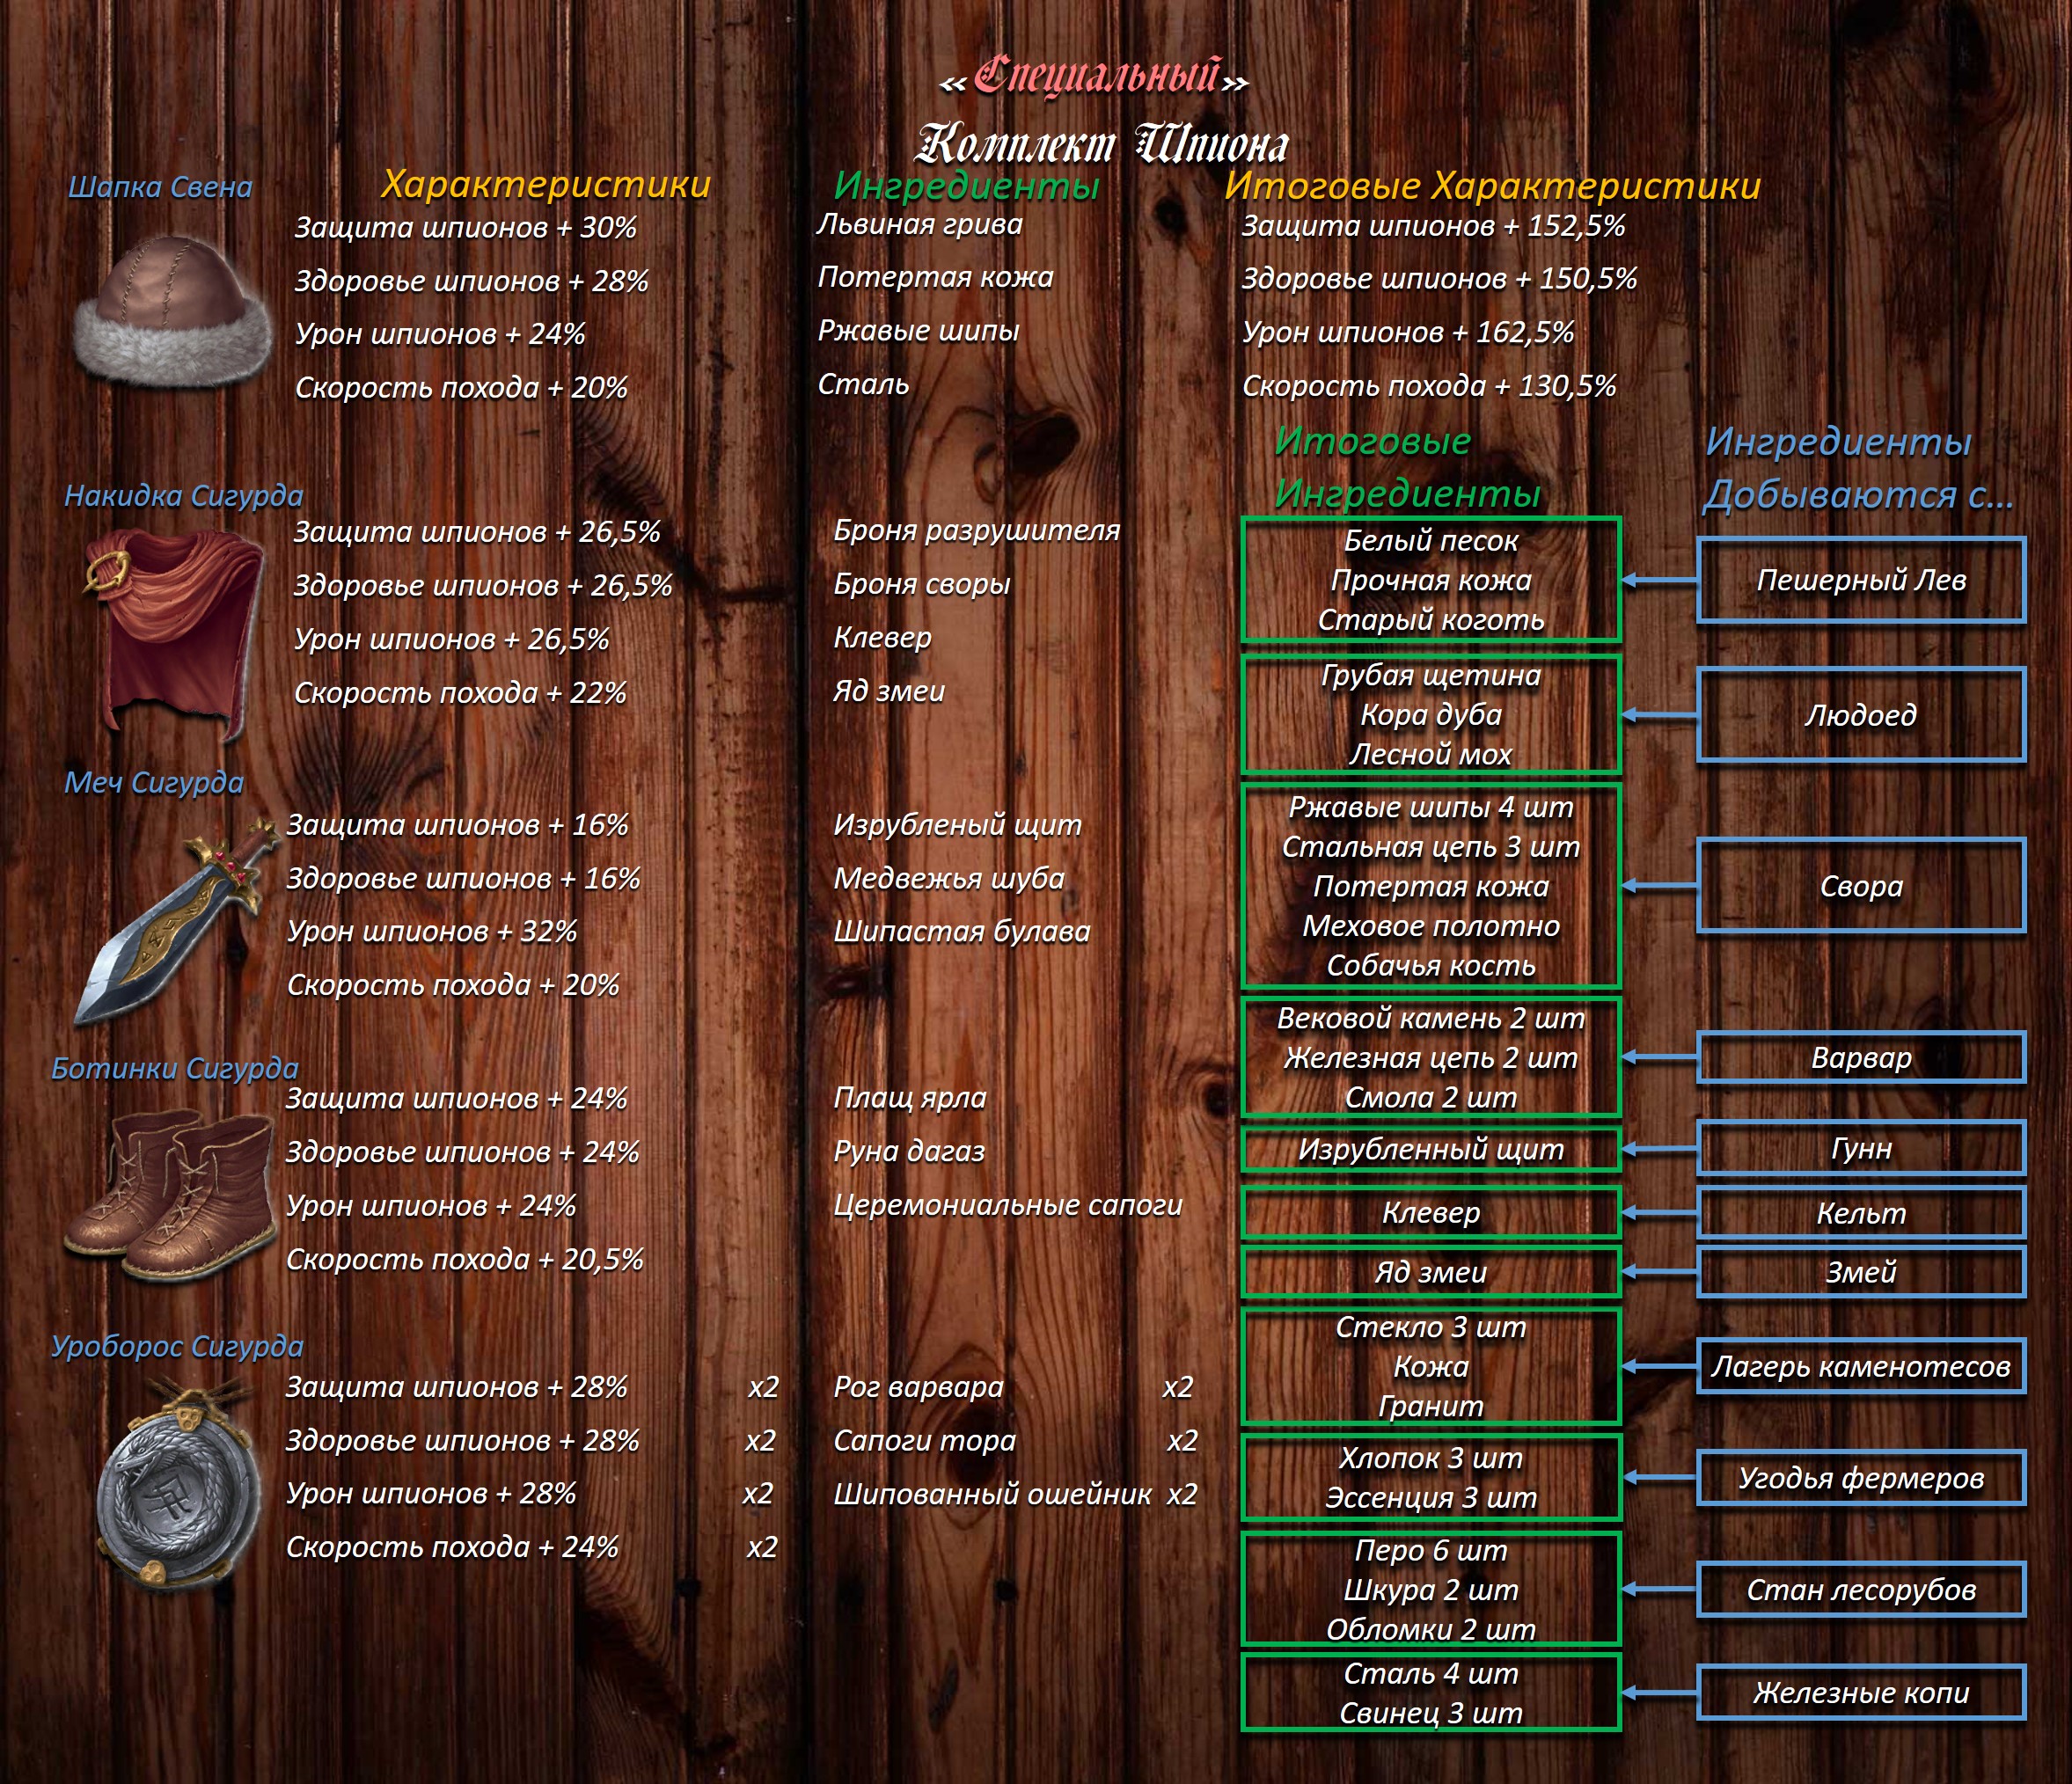 «Специальный»
Комплект Шпиона
Шапка Свена
Характеристики
Защита шпионов + 30%
Здоровье шпионов + 28%
Урон шпионов + 24%
Скорость похода + 20%
Ингредиенты
Львиная грива
Потертая кожа
Ржавые шипы
Сталь
Итоговые Характеристики
Защита шпионов + 152,5%
Здоровье шпионов + 150,5%
Урон шпионов + 162,5%
Скорость похода + 130,5%
Накидка Сигурда
Защита шпионов + 26,5%
Здоровье шпионов + 26,5%
Урон шпионов + 26,5%
Скорость похода + 22%
Броня разрушителя
Броня своры
Клевер
Яд змеи
Меч Сигурда
Защита шпионов + 16%
Здоровье шпионов + 16%
Урон шпионов + 32%
Скорость похода + 20%
Изрубленый щит
Медвежья шуба
Шипастая булава
Ботинки Сигурда
Защита шпионов + 24%
Здоровье шпионов + 24%
Урон шпионов + 24%
Скорость похода + 20,5%
Плащ ярла
Руна дагаз
Церемониальные сапоги
Уроборос Сигурда
Защита шпионов + 28% x2
Здоровье шпионов + 28% x2
Урон шпионов + 28% x2
Скорость похода + 24% x2
Рог варвара x2
Сапоги тора x2
Шипованный ошейник x2
Итоговые
Ингредиенты
Ингредиенты
Добываются с...
Белый песок
Прочная кожа
Старый коготь
Пешерный Лев
Грубая щетина
Кора дуба
Лесной мох
Людоед
Ржавые шипы 4 шт
Стальная цепь 3 шт
Потертая кожа
Меховое полотно
Собачья кость
Свора
Вековой камень 2 шт
Железная цепь 2 шт
Смола 2 шт
Варвар
Изрубленный щит
Гунн
Клевер
Кельт
Яд змеи
Змей
Стекло 3 шт
Кожа
Гранит
Лагерь каменотесов
Хлопок 3 шт
Эссенция 3 шт
Угодья фермеров
Перо 6 шт
Шкура 2 шт
Обломки 2 шт
Стан лесорубов
Сталь 4 шт
Свинец 3 шт
Железные копи